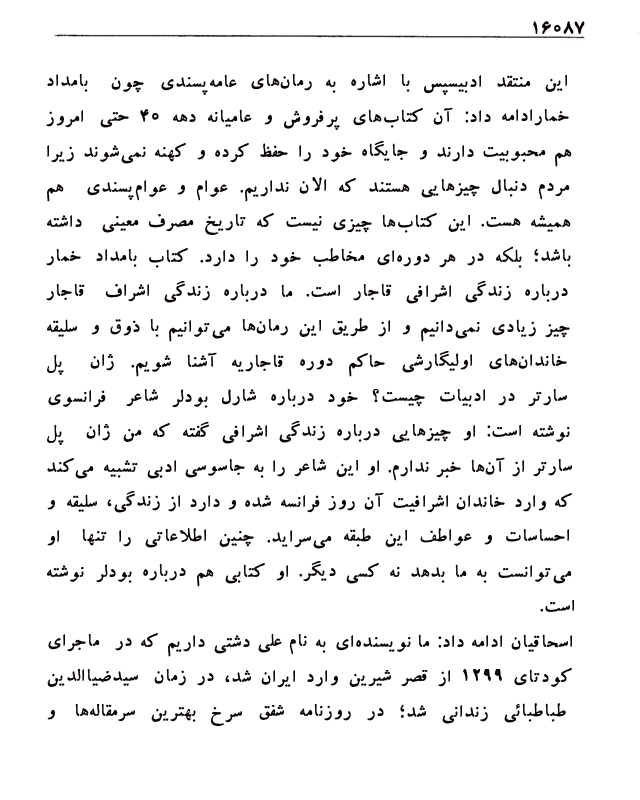 ۱۶۰۸۷
این منتقد ادبیسپس با اشاره به رمان‌های عامه‌پسندی چون بامداد
خمارادامه داد: آن کتاب‌های پرفروش و عامیانه دهه ۴۰ حتی امروز
هم محبوبیت دارند و جایگاه خود را حفظ کرده و کهنه نمی‌شوند زیرا
مردم دنبال چیزهایی هستند که الان نداریم. عوام و عوام‌پسندی هم
همیشه هست. این کتاب‌ها چیزی نیست که تاریخ مصرف معینی داشته
باشد؛ بلکه در هر دوره‌ای مخاطب خود را دارد. کتاب بامداد خمار
درباره زندگی اشرافی قاجار است. ما درباره زندگی اشراف قاجار
چیز زیادی نمی‌دانیم و از طریق این رمان‌ها می‌توانیم با ذوق و سلیقه
خاندان‌های اولیگارشی حاکم دوره قاجاریه آشنا شویم. ژان پل
سارتر در ادبیات چیست؟ خود درباره شارل بودلر شاعر فرانسوی
نوشته است: او چیزهایی درباره زندگی اشرافی گفته که من ژان پل
سارتر از آن‌ها خبر ندارم. او این شاعر را به جاسوسی ادبی تشبیه می‌کند
که وارد خاندان اشرافیت آن روز فرانسه شده و دارد از زندگی، سلیقه و
احساسات و عواطف این طبقه می‌سراید. چنین اطلاعاتی را تنها او
می‌توانست به ما بدهد نه کسی دیگر. او کتابی هم درباره بودلر نوشته
است.
اسحاقیان ادامه داد: ما نویسنده‌ای به نام علی دشتی داریم که در ماجرای
کودتای ۱۲۹۹ از قصر شیرین وارد ایران شد، در زمان سیدضیاالدین
طباطبائی زندانی شد؛ در روزنامه شفق سرخ بهترین سرمقاله‌ها و